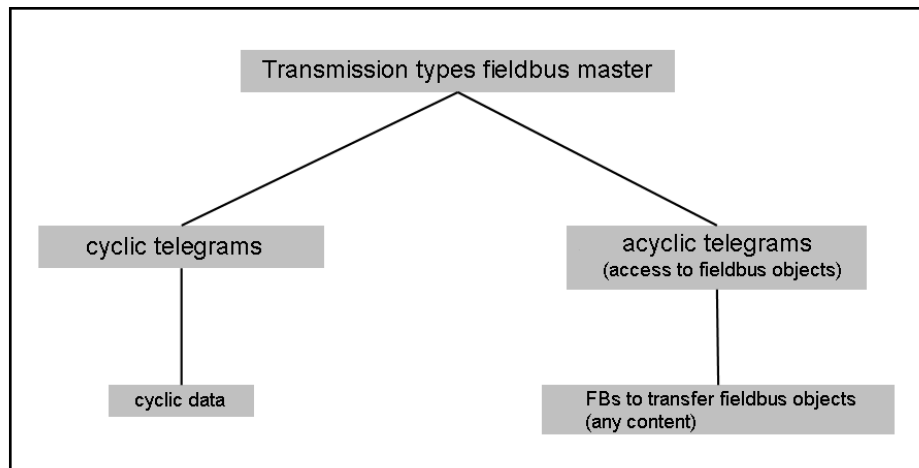 Transmission types fieldbus master
cyclic telegrams
acyclic telegrams
(access to fieldbus objects)
cyclic data
FBs to transfer fieldbus objects
(any content)